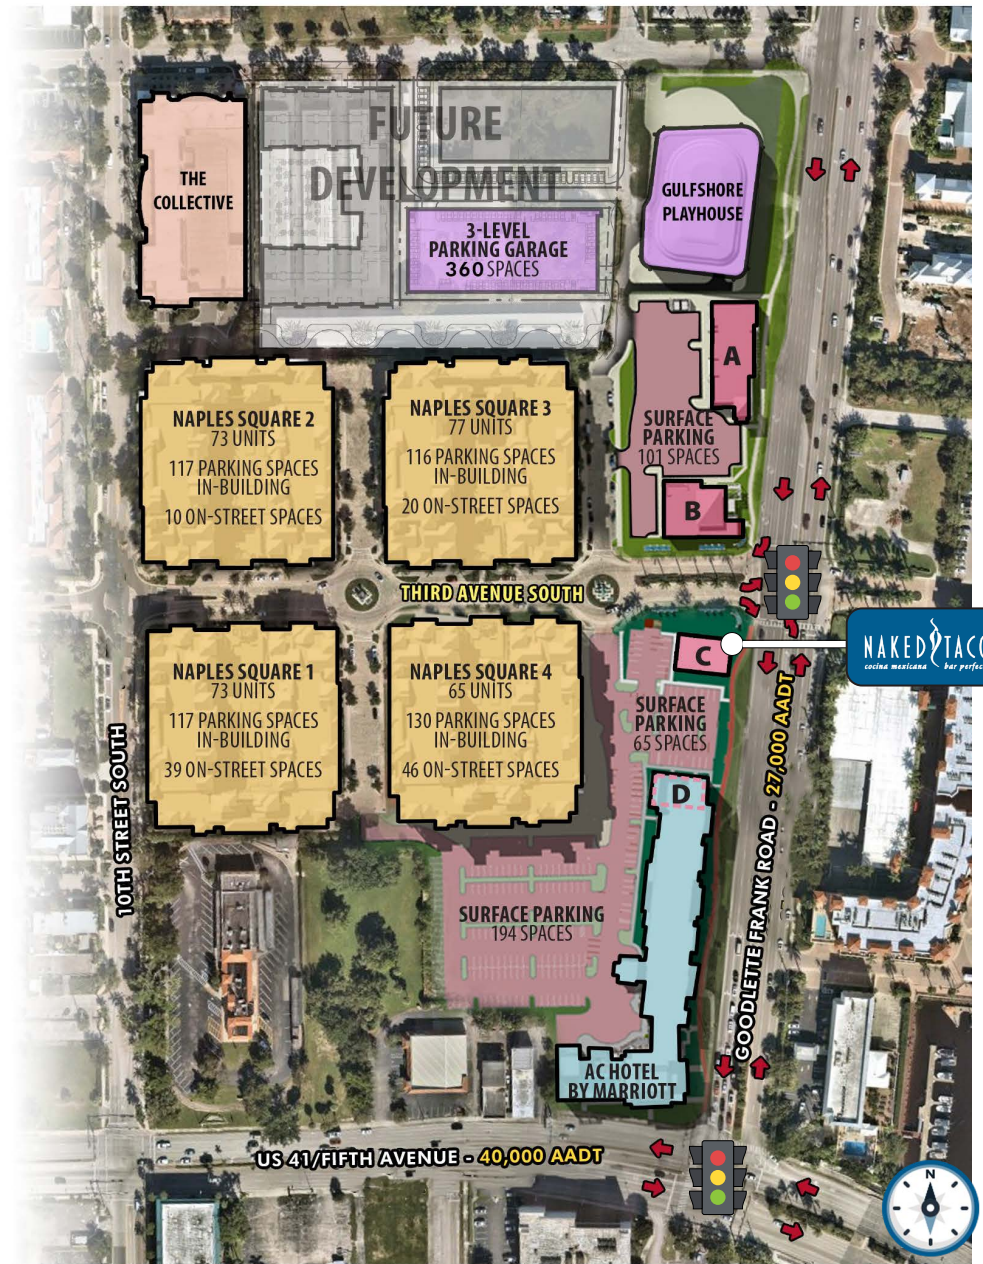 FUTURE
DEVELOPMENT
THE
COLLECTIVE
GULFSHORE
PLAYHOUSE
3-LEVEL
PARKING GARAGE
360 SPACES
A
SURFACE
PARKING
101 SPACES
B
NAPLES SQUARE 2
73 UNITS
117 PARKING SPACES
IN-BUILDING
10 ON-STREET SPACES
NAPLES SQUARE 3
77 UNITS
116 PARKING SPACES
IN-BUILDING
20 ON-STREET SPACES
THIRD AVENUE SOUTH
NAKED TACO
cocina mexicana bar perfec
C
NAPLES SQUARE 1
73 UNITS
117 PARKING SPACES
IN-BUILDING
39 ON-STREET SPACES
NAPLES SQUARE 4
65 UNITS
130 PARKING SPACES
IN-BUILDING
46 ON-STREET SPACES
SURFACE
PARKING
65 SPACES
D
10TH STREET SOUTH
GOODLETTE FRANK ROAD - 27,000 AADT
SURFACE PARKING
194 SPACES
AC HOTEL
BY MARRIOTT
US 41/FIFTH AVENUE - 40,000 AADT
N